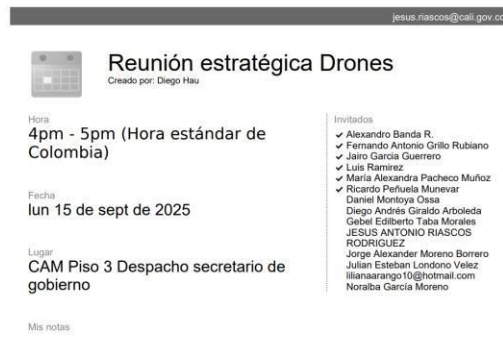 jesus.riascos@cali.gov.co
Reunión estratégica Drones
Creado por: Diego Hau
Hora
4pm - 5pm (Hora estándar de
Colombia)
Fecha
lun 15 de sept de 2025
Lugar
CAM Piso 3 Despacho secretario de
gobierno
Mis notas
Invitados
Alexandro Banda R.
Fernando Antonio Grillo Rubiano
Jairo Garcia Guerrero
Luis Ramirez
María Alexandra Pacheco Muñoz
Ricardo Peñuela Munevar
Daniel Montoya Ossa
Diego Andrés Giraldo Arboleda
Gebel Edilberto Taba Morales
JESUS ANTONIO RIASCOS
RODRIGUEZ
Jorge Alexander Moreno Borrero
Julian Esteban Londono Velez
lilianaarango10@hotmail.com
Noralba García Moreno